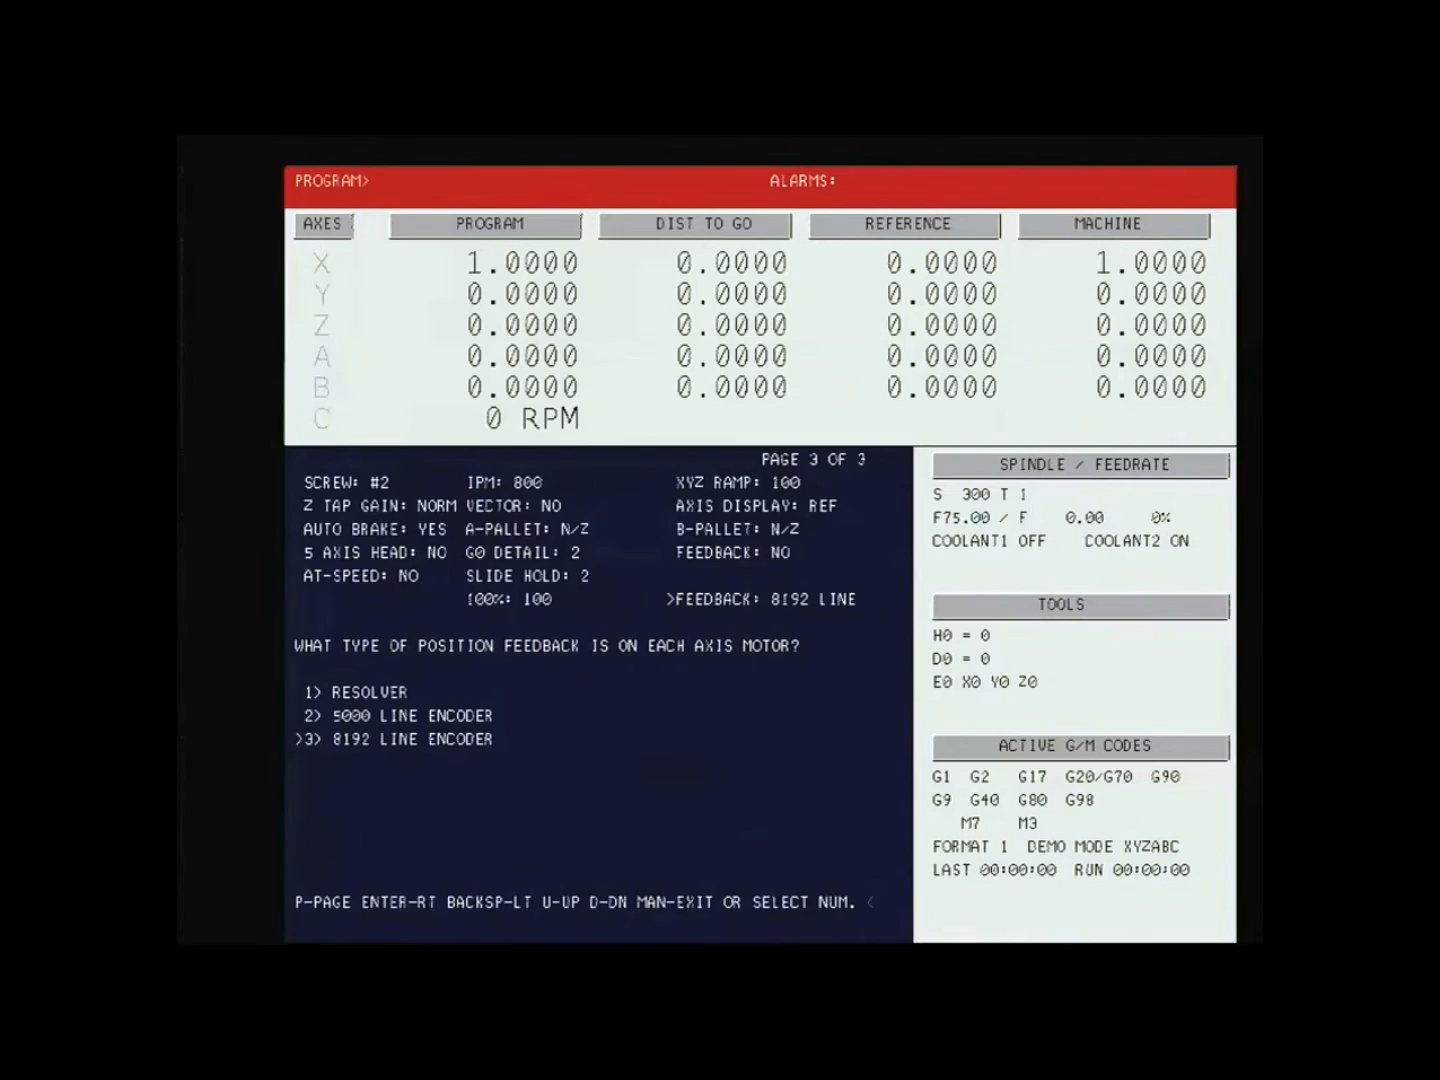 PROGRAM> ALARMS:
AXES PROGRAM DIST TO GO REFERENCE MACHINE
X 1.0000 0.0000 0.0000 1.0000
Y 0.0000 0.0000 0.0000 0.0000
Z 0.0000 0.0000 0.0000 0.0000
A 0.0000 0.0000 0.0000 0.0000
B 0.0000 0.0000 0.0000 0.0000
C 0 RPM
PAGE 3 OF 3
SCREW: #2 IPM: 800 XYZ RAMP: 100
Z TAP GAIN: NORM VECTOR: NO AXIS DISPLAY: REF
AUTO BRAKE: YES A-PALLET: N/Z B-PALLET: N/Z
5 AXIS HEAD: NO G0 DETAIL: 2 FEEDBACK: NO
AT-SPEED: NO SLIDE HOLD: 2
100%: 100 >FEEDBACK: 8192 LINE
WHAT TYPE OF POSITION FEEDBACK IS ON EACH AXIS MOTOR?
1> RESOLVER
2> 5000 LINE ENCODER
>3> 8192 LINE ENCODER
P-PAGE ENTER-RT BACKSP-LT U-UP D-DN MAN-EXIT OR SELECT NUM. <
SPINDLE / FEEDRATE
S 300 T 1
F75.00 / F 0.00 0%
COOLANT1 OFF COOLANT2 ON
TOOLS
H0 = 0
D0 = 0
E0 X0 Y0 Z0
ACTIVE G/M CODES
G1 G2 G17 G20/G70 G90
G9 G40 G80 G98
M7 M3
FORMAT 1 DEMO MODE XYZABC
LAST 00:00:00 RUN 00:00:00